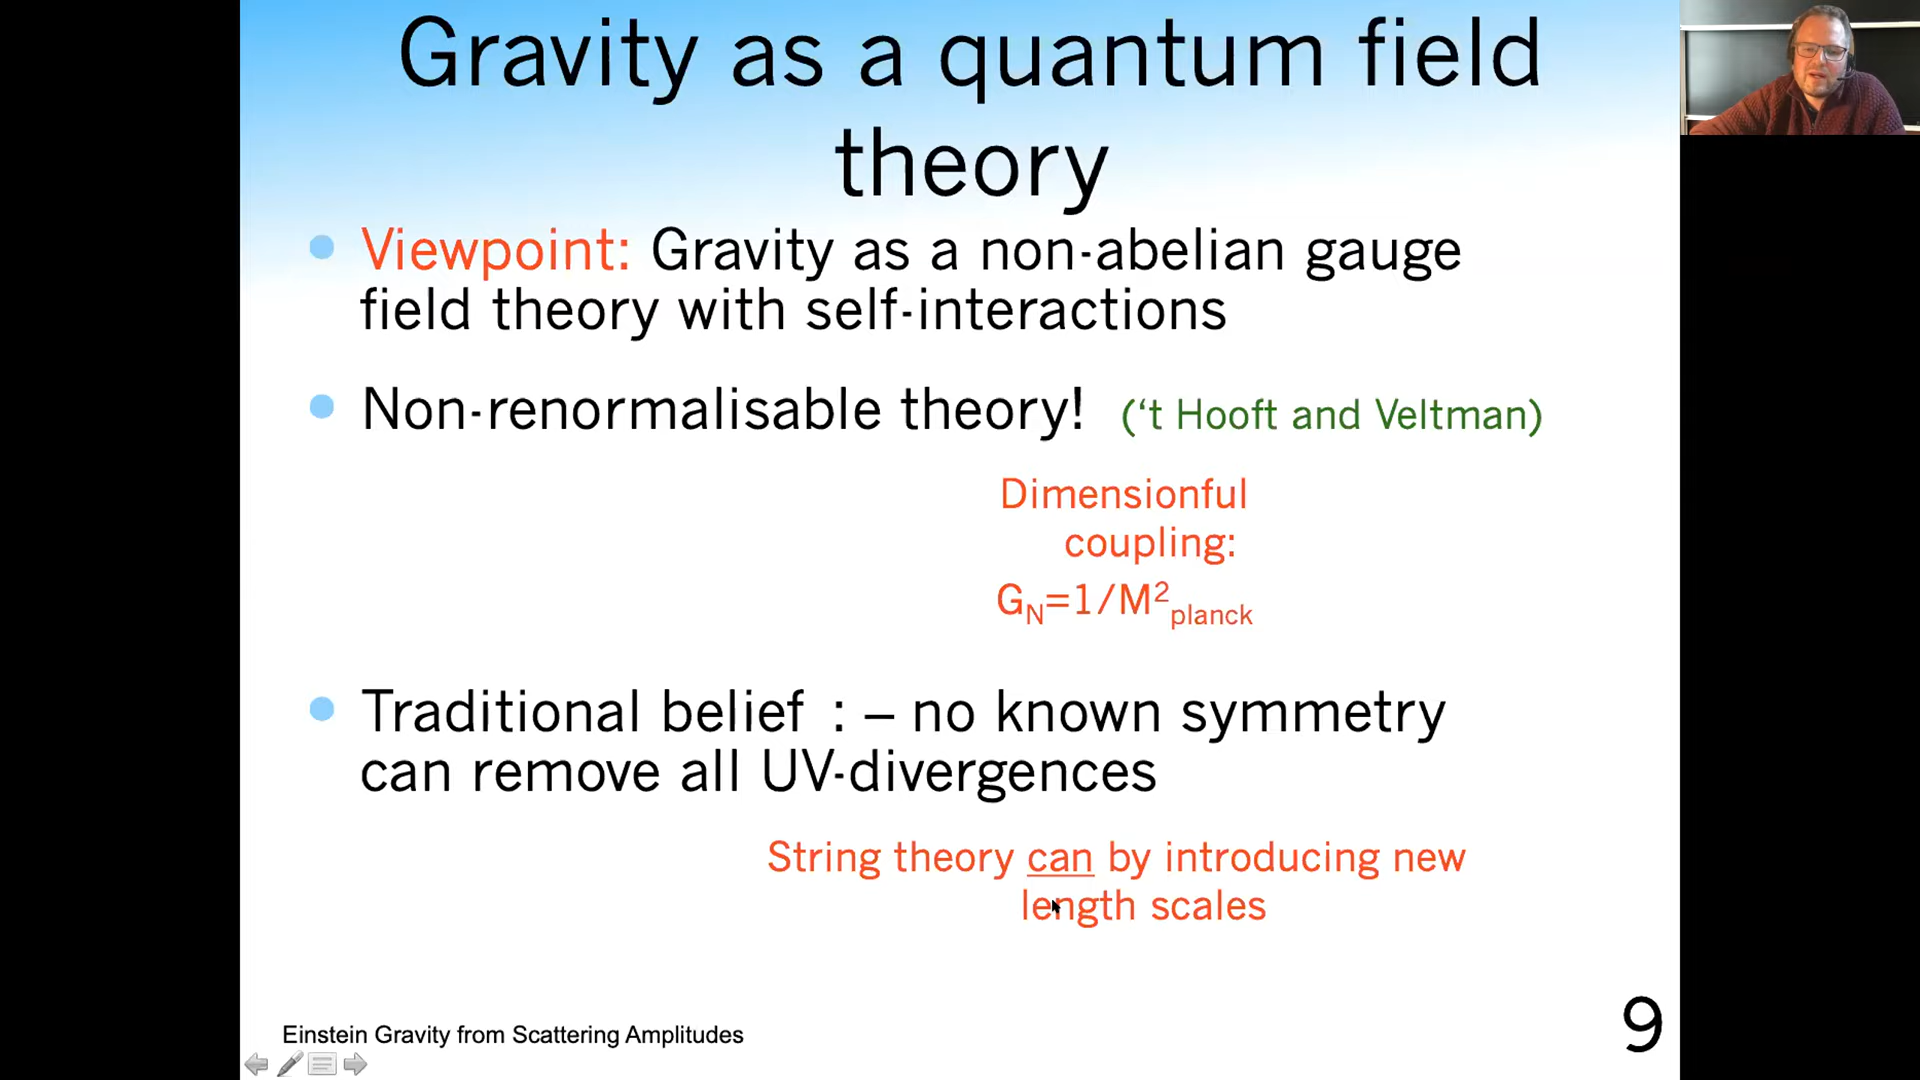 Gravity as a quantum field
theory
Viewpoint: Gravity as a non-abelian gauge
field theory with self-interactions
Non-renormalisable theory! (‘t Hooft and Veltman)
Dimensionful
coupling:
G_N=1/M²_planck
Traditional belief : – no known symmetry
can remove all UV-divergences
String theory can by introducing new
length scales
Einstein Gravity from Scattering Amplitudes
9